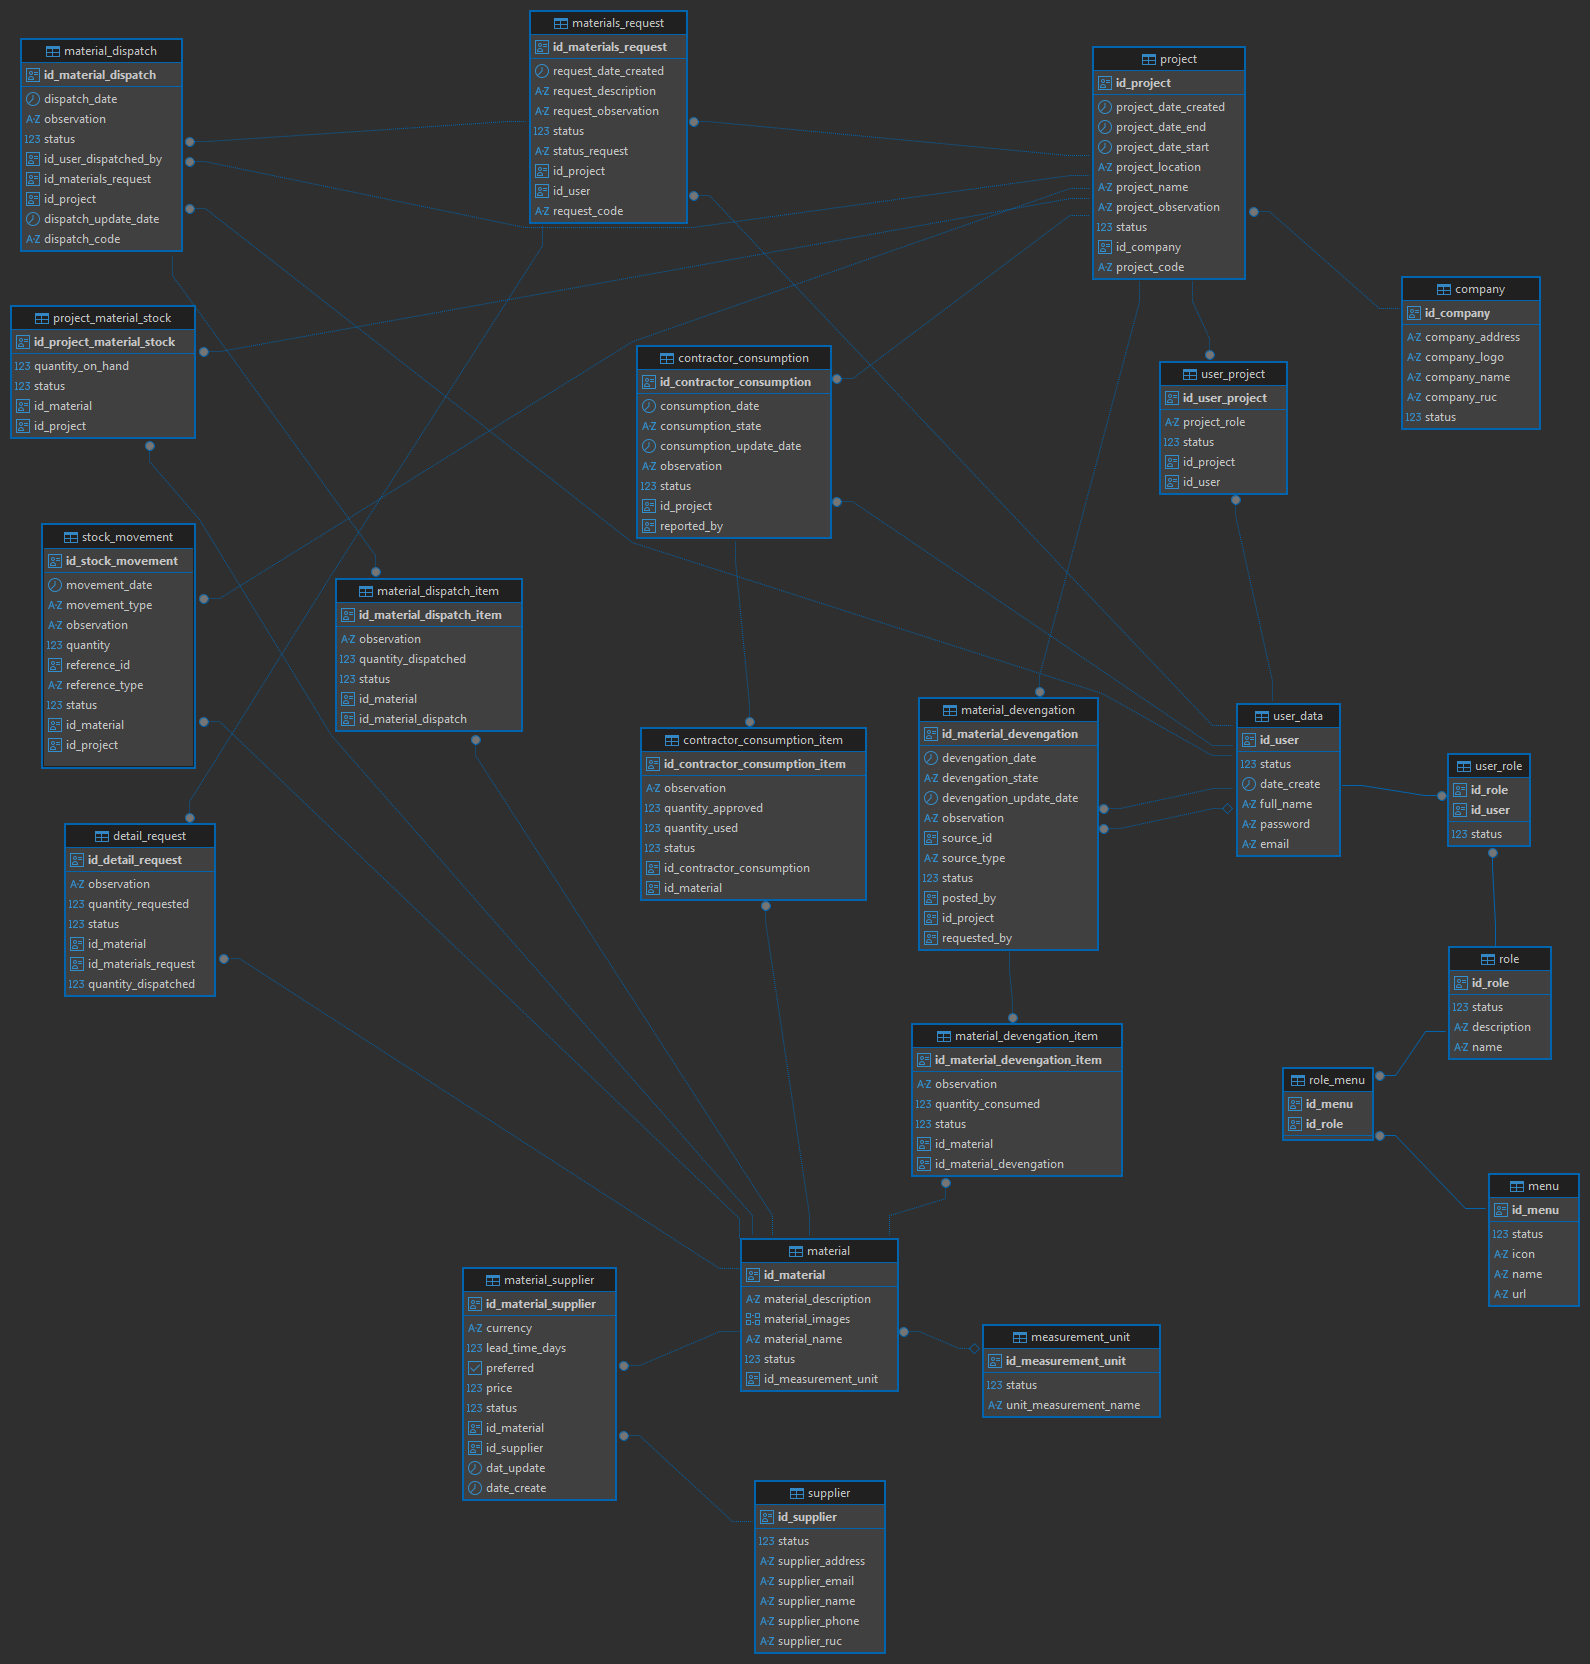 materials_request
id_materials_request
request_date_created
A-Z request_description
A-Z request_observation
123 status
A-Z status_request
id_project
id_user
A-Z request_code
material_dispatch
id_material_dispatch
dispatch_date
A-Z observation
123 status
id_user_dispatched_by
id_materials_request
id_project
dispatch_update_date
A-Z dispatch_code
project
id_project
project_date_created
project_date_end
project_date_start
A-Z project_location
A-Z project_name
A-Z project_observation
123 status
id_company
A-Z project_code
company
id_company
A-Z company_address
A-Z company_logo
A-Z company_name
A-Z company_ruc
123 status
project_material_stock
id_project_material_stock
123 quantity_on_hand
123 status
id_material
id_project
contractor_consumption
id_contractor_consumption
consumption_date
A-Z consumption_state
consumption_update_date
A-Z observation
123 status
id_project
reported_by
user_project
id_user_project
A-Z project_role
123 status
id_project
id_user
stock_movement
id_stock_movement
movement_date
A-Z movement_type
A-Z observation
123 quantity
reference_id
A-Z reference_type
123 status
id_material
id_project
material_dispatch_item
id_material_dispatch_item
A-Z observation
123 quantity_dispatched
123 status
id_material
id_material_dispatch
contractor_consumption_item
id_contractor_consumption_item
A-Z observation
123 quantity_approved
123 quantity_used
123 status
id_contractor_consumption
id_material
material_devengation
id_material_devengation
devengation_date
A-Z devengation_state
devengation_update_date
A-Z observation
source_id
A-Z source_type
123 status
posted_by
id_project
requested_by
user_data
id_user
123 status
date_create
A-Z full_name
A-Z password
A-Z email
user_role
id_role
id_user
123 status
detail_request
id_detail_request
A-Z observation
123 quantity_requested
123 status
id_material
id_materials_request
123 quantity_dispatched
role
id_role
123 status
A-Z description
A-Z name
material_devengation_item
id_material_devengation_item
A-Z observation
123 quantity_consumed
123 status
id_material
id_material_devengation
role_menu
id_menu
id_role
menu
id_menu
123 status
A-Z icon
A-Z name
A-Z url
material
id_material
A-Z material_description
material_images
A-Z material_name
123 status
id_measurement_unit
material_supplier
id_material_supplier
A-Z currency
123 lead_time_days
preferred
123 price
123 status
id_material
id_supplier
dat_update
date_create
measurement_unit
id_measurement_unit
123 status
A-Z unit_measurement_name
supplier
id_supplier
123 status
A-Z supplier_address
A-Z supplier_email
A-Z supplier_name
A-Z supplier_phone
A-Z supplier_ruc